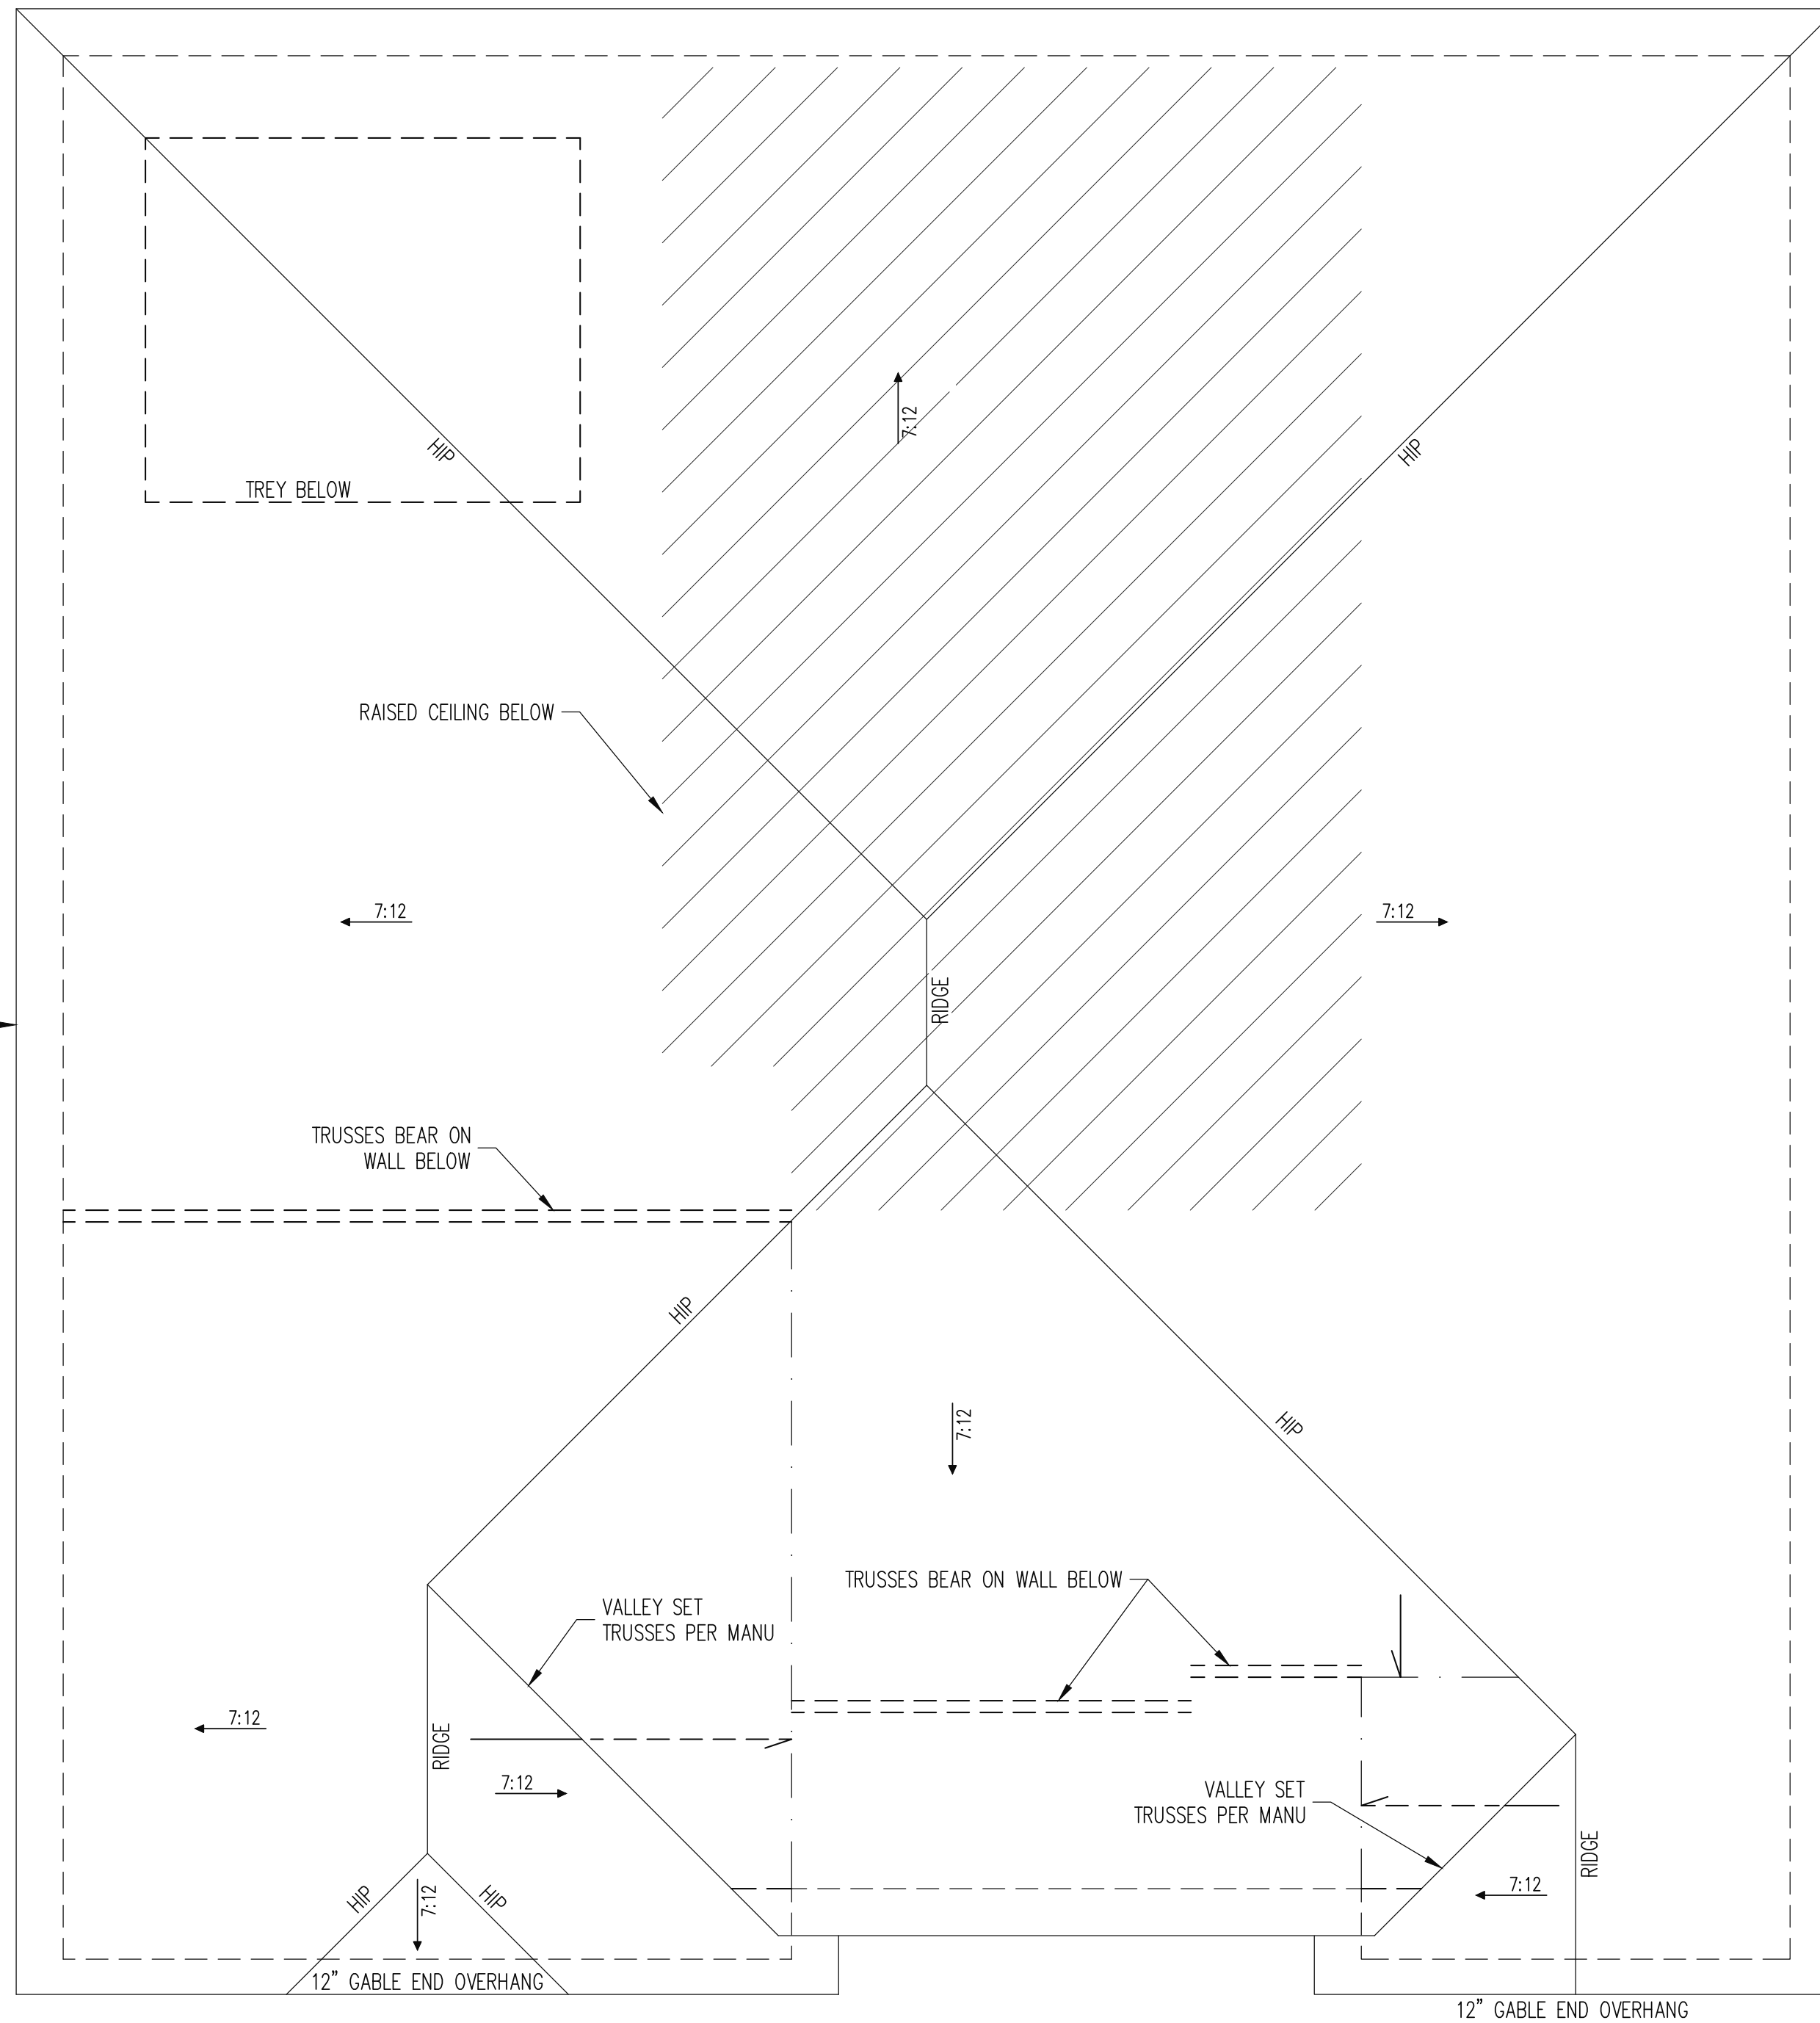 HIP
HIP
7:12
TREY BELOW
RAISED CEILING BELOW
7:12
7:12
RIDGE
TRUSSES BEAR ON
WALL BELOW
HIP
7:12
HIP
TRUSSES BEAR ON WALL BELOW
VALLEY SET
TRUSSES PER MANU
7:12
RIDGE
7:12
VALLEY SET
TRUSSES PER MANU
RIDGE
7:12
HIP
7:12
HIP
12" GABLE END OVERHANG
12" GABLE END OVERHANG